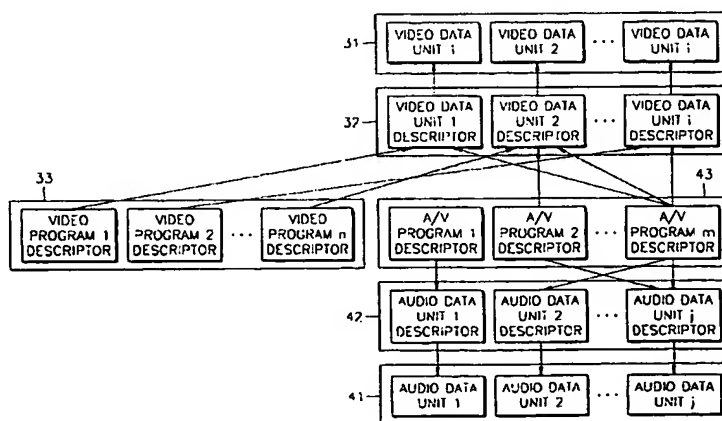 31
VIDEO DATA UNIT 1
VIDEO DATA UNIT 2
...
VIDEO DATA UNIT i
32
VIDEO DATA UNIT 1 DESCRIPTOR
VIDEO DATA UNIT 2 DESCRIPTOR
...
VIDEO DATA UNIT i DESCRIPTOR
33
VIDEO PROGRAM 1 DESCRIPTOR
VIDEO PROGRAM 2 DESCRIPTOR
...
VIDEO PROGRAM n DESCRIPTOR
43
A/V PROGRAM 1 DESCRIPTOR
A/V PROGRAM 2 DESCRIPTOR
...
A/V PROGRAM m DESCRIPTOR
42
AUDIO DATA UNIT 1 DESCRIPTOR
AUDIO DATA UNIT 2 DESCRIPTOR
...
AUDIO DATA UNIT j DESCRIPTOR
41
AUDIO DATA UNIT 1
AUDIO DATA UNIT 2
...
AUDIO DATA UNIT j